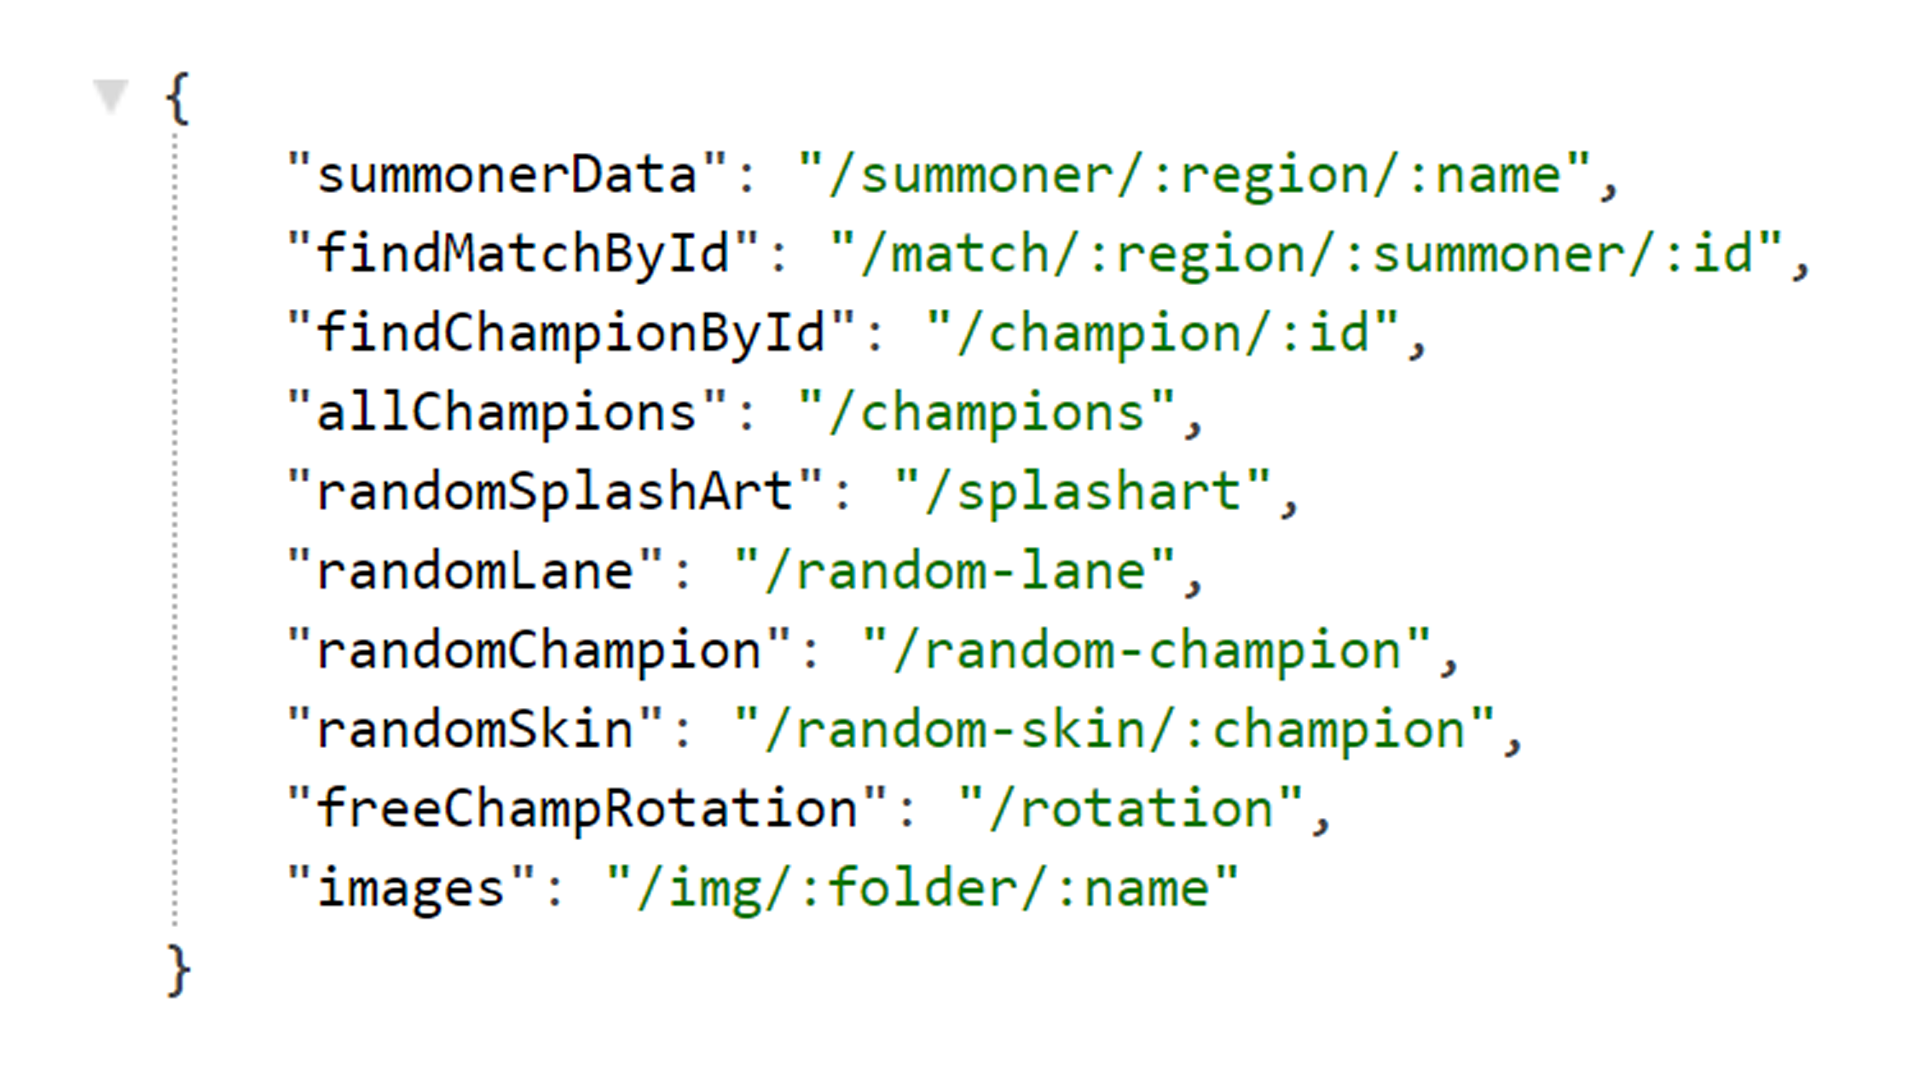 {
"summonerData": "/summoner/:region/:name",
"findMatchById": "/match/:region/:summoner/:id",
"findChampionById": "/champion/:id",
"allChampions": "/champions",
"randomSplashArt": "/splashart",
"randomLane": "/random-lane",
"randomChampion": "/random-champion",
"randomSkin": "/random-skin/:champion",
"freeChampRotation": "/rotation",
"images": "/img/:folder/:name"
}